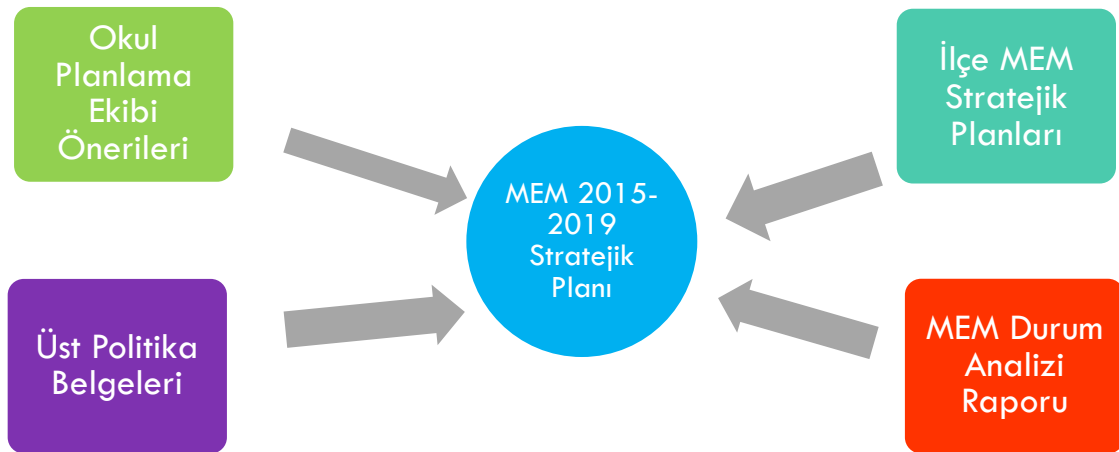 Okul
Planlama
Ekibi
Önerileri
İlçe MEM
Stratejik
Planları
MEM 2015-
2019
Stratejik
Planı
Üst Politika
Belgeleri
MEM Durum
Analizi
Raporu